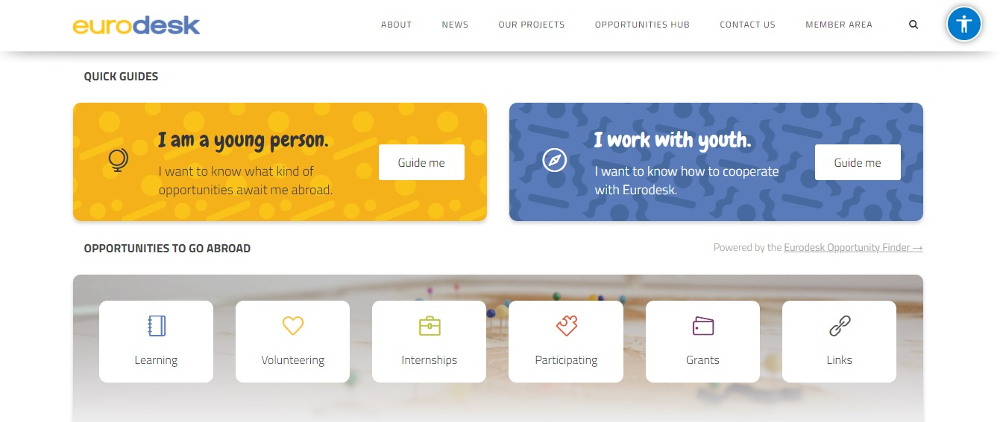 eurodesk
ABOUT
NEWS
OUR PROJECTS
OPPORTUNITIES HUB
CONTACT US
MEMBER AREA
QUICK GUIDES
I am a young person.
I want to know what kind of
opportunities await me abroad.
Guide me
I work with youth.
I want to know how to cooperate
with Eurodesk.
Guide me
OPPORTUNITIES TO GO ABROAD
Powered by the Eurodesk Opportunity Finder →
Learning
Volunteering
Internships
Participating
Grants
Links